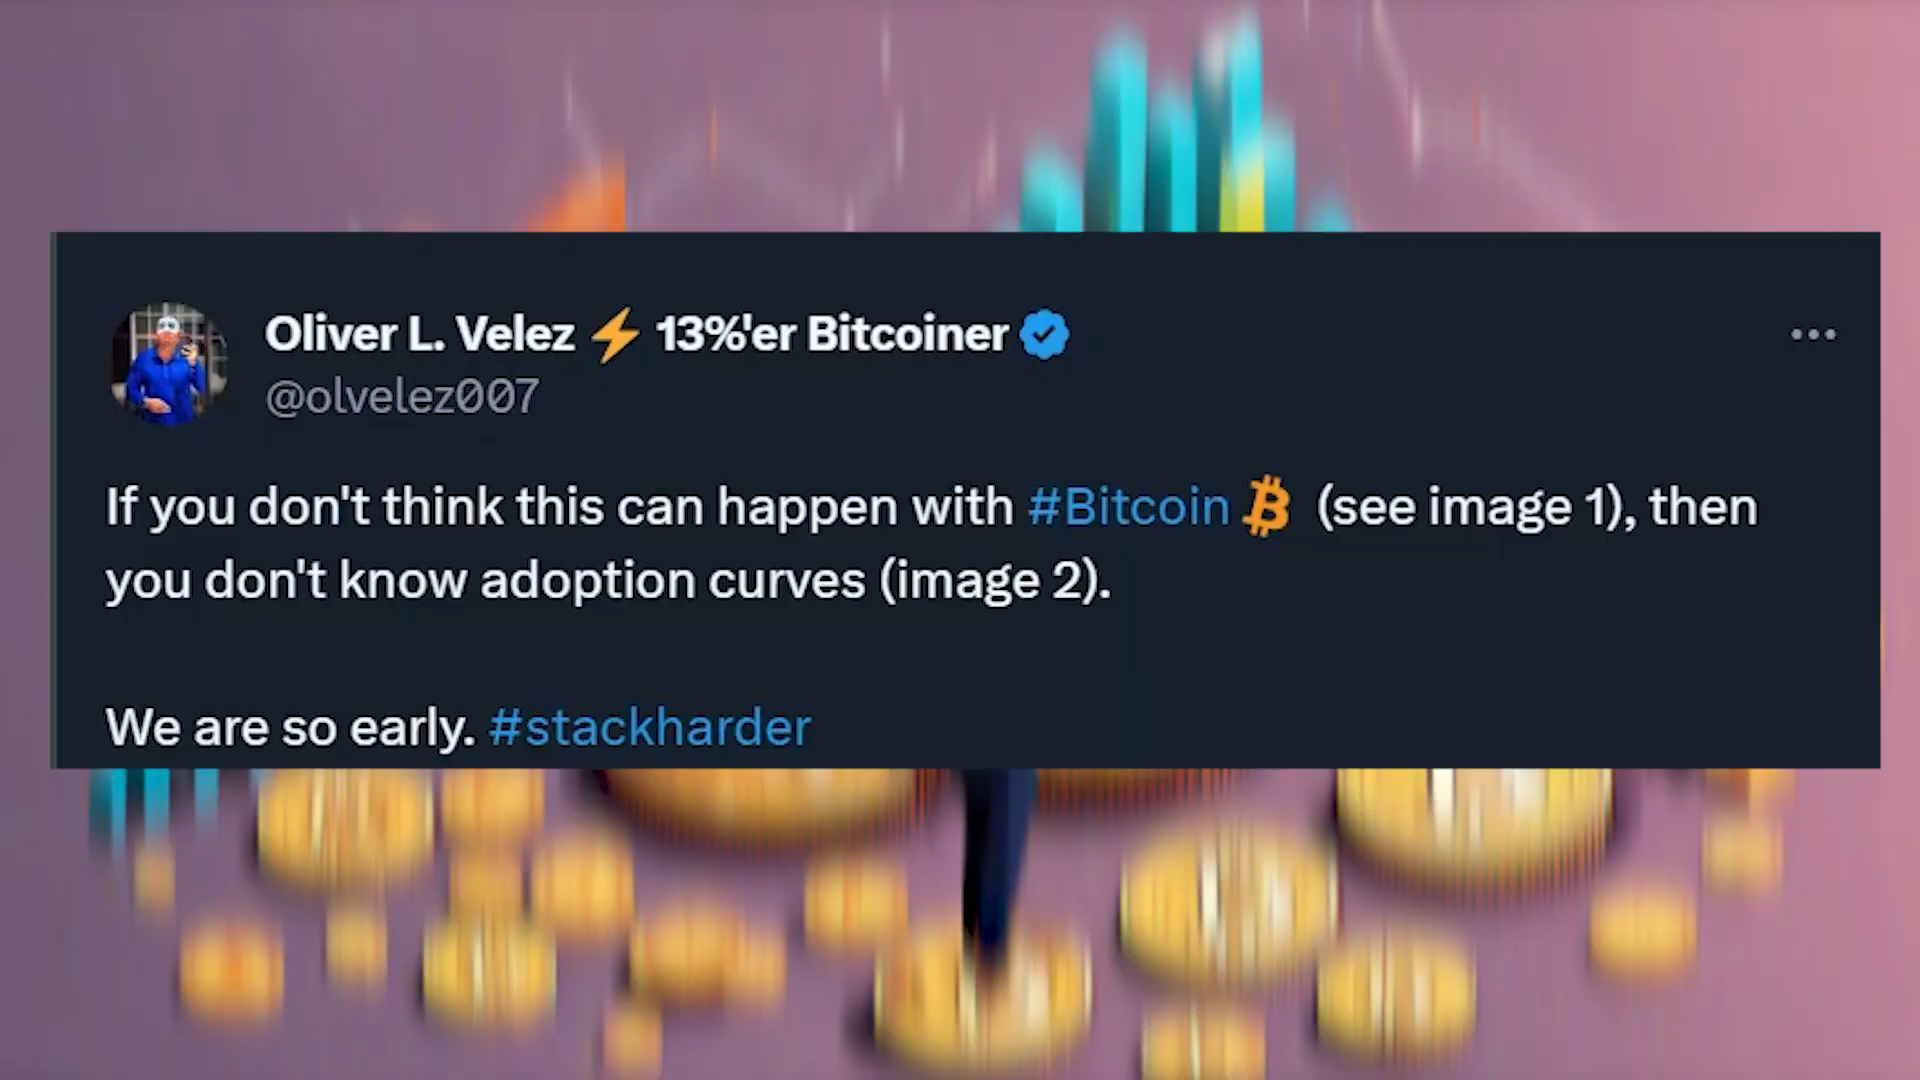 Oliver L. Velez ⚡ 13%'er Bitcoiner
@olvelez007
If you don't think this can happen with #Bitcoin (see image 1), then
you don't know adoption curves (image 2).
We are so early. #stackharder